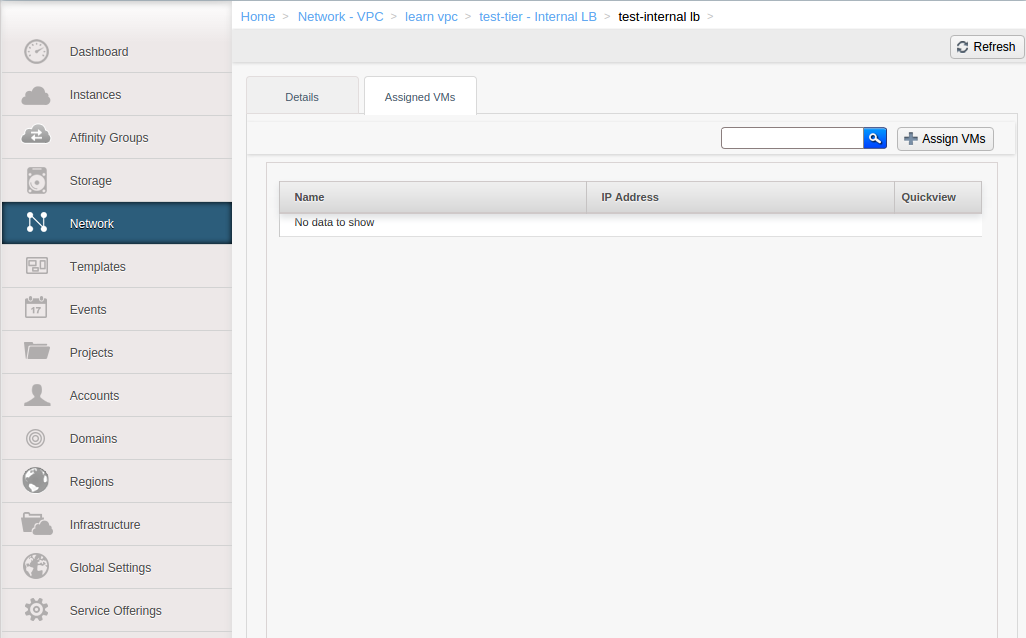 Home > Network - VPC > learn vpc > test-tier - Internal LB > test-internal lb >
Refresh
Dashboard
Instances
Affinity Groups
Storage
Network
Templates
17
Events
Projects
Accounts
Domains
Regions
Infrastructure
Global Settings
Service Offerings
Details
Assigned VMs
Assign VMs
Name
IP Address
Quickview
No data to show